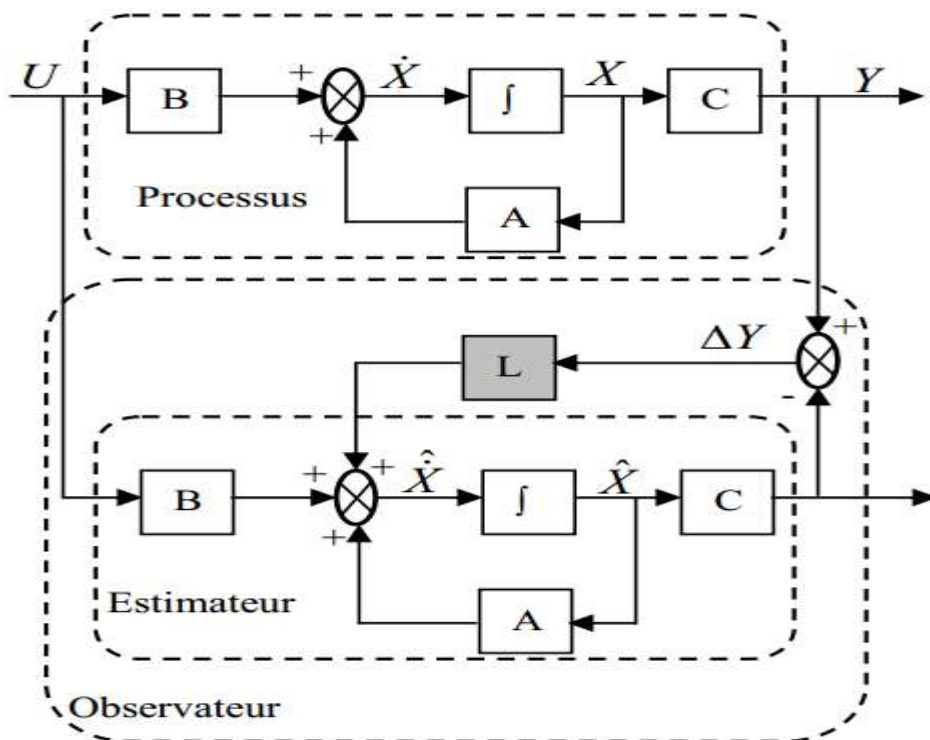 U B + + Ẋ ∫ X C Y
Processus A
L ΔY + -
B + + + X̂̇ ∫ X̂ C
Estimateur A
Observateur